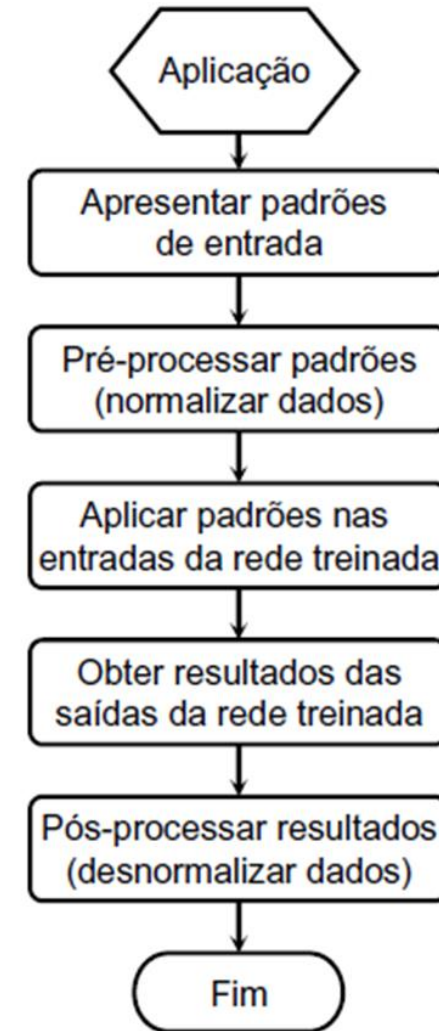 Aplicação
Apresentar padrões
de entrada
Pré-processar padrões
(normalizar dados)
Aplicar padrões nas
entradas da rede treinada
Obter resultados das
saídas da rede treinada
Pós-processar resultados
(desnormalizar dados)
Fim